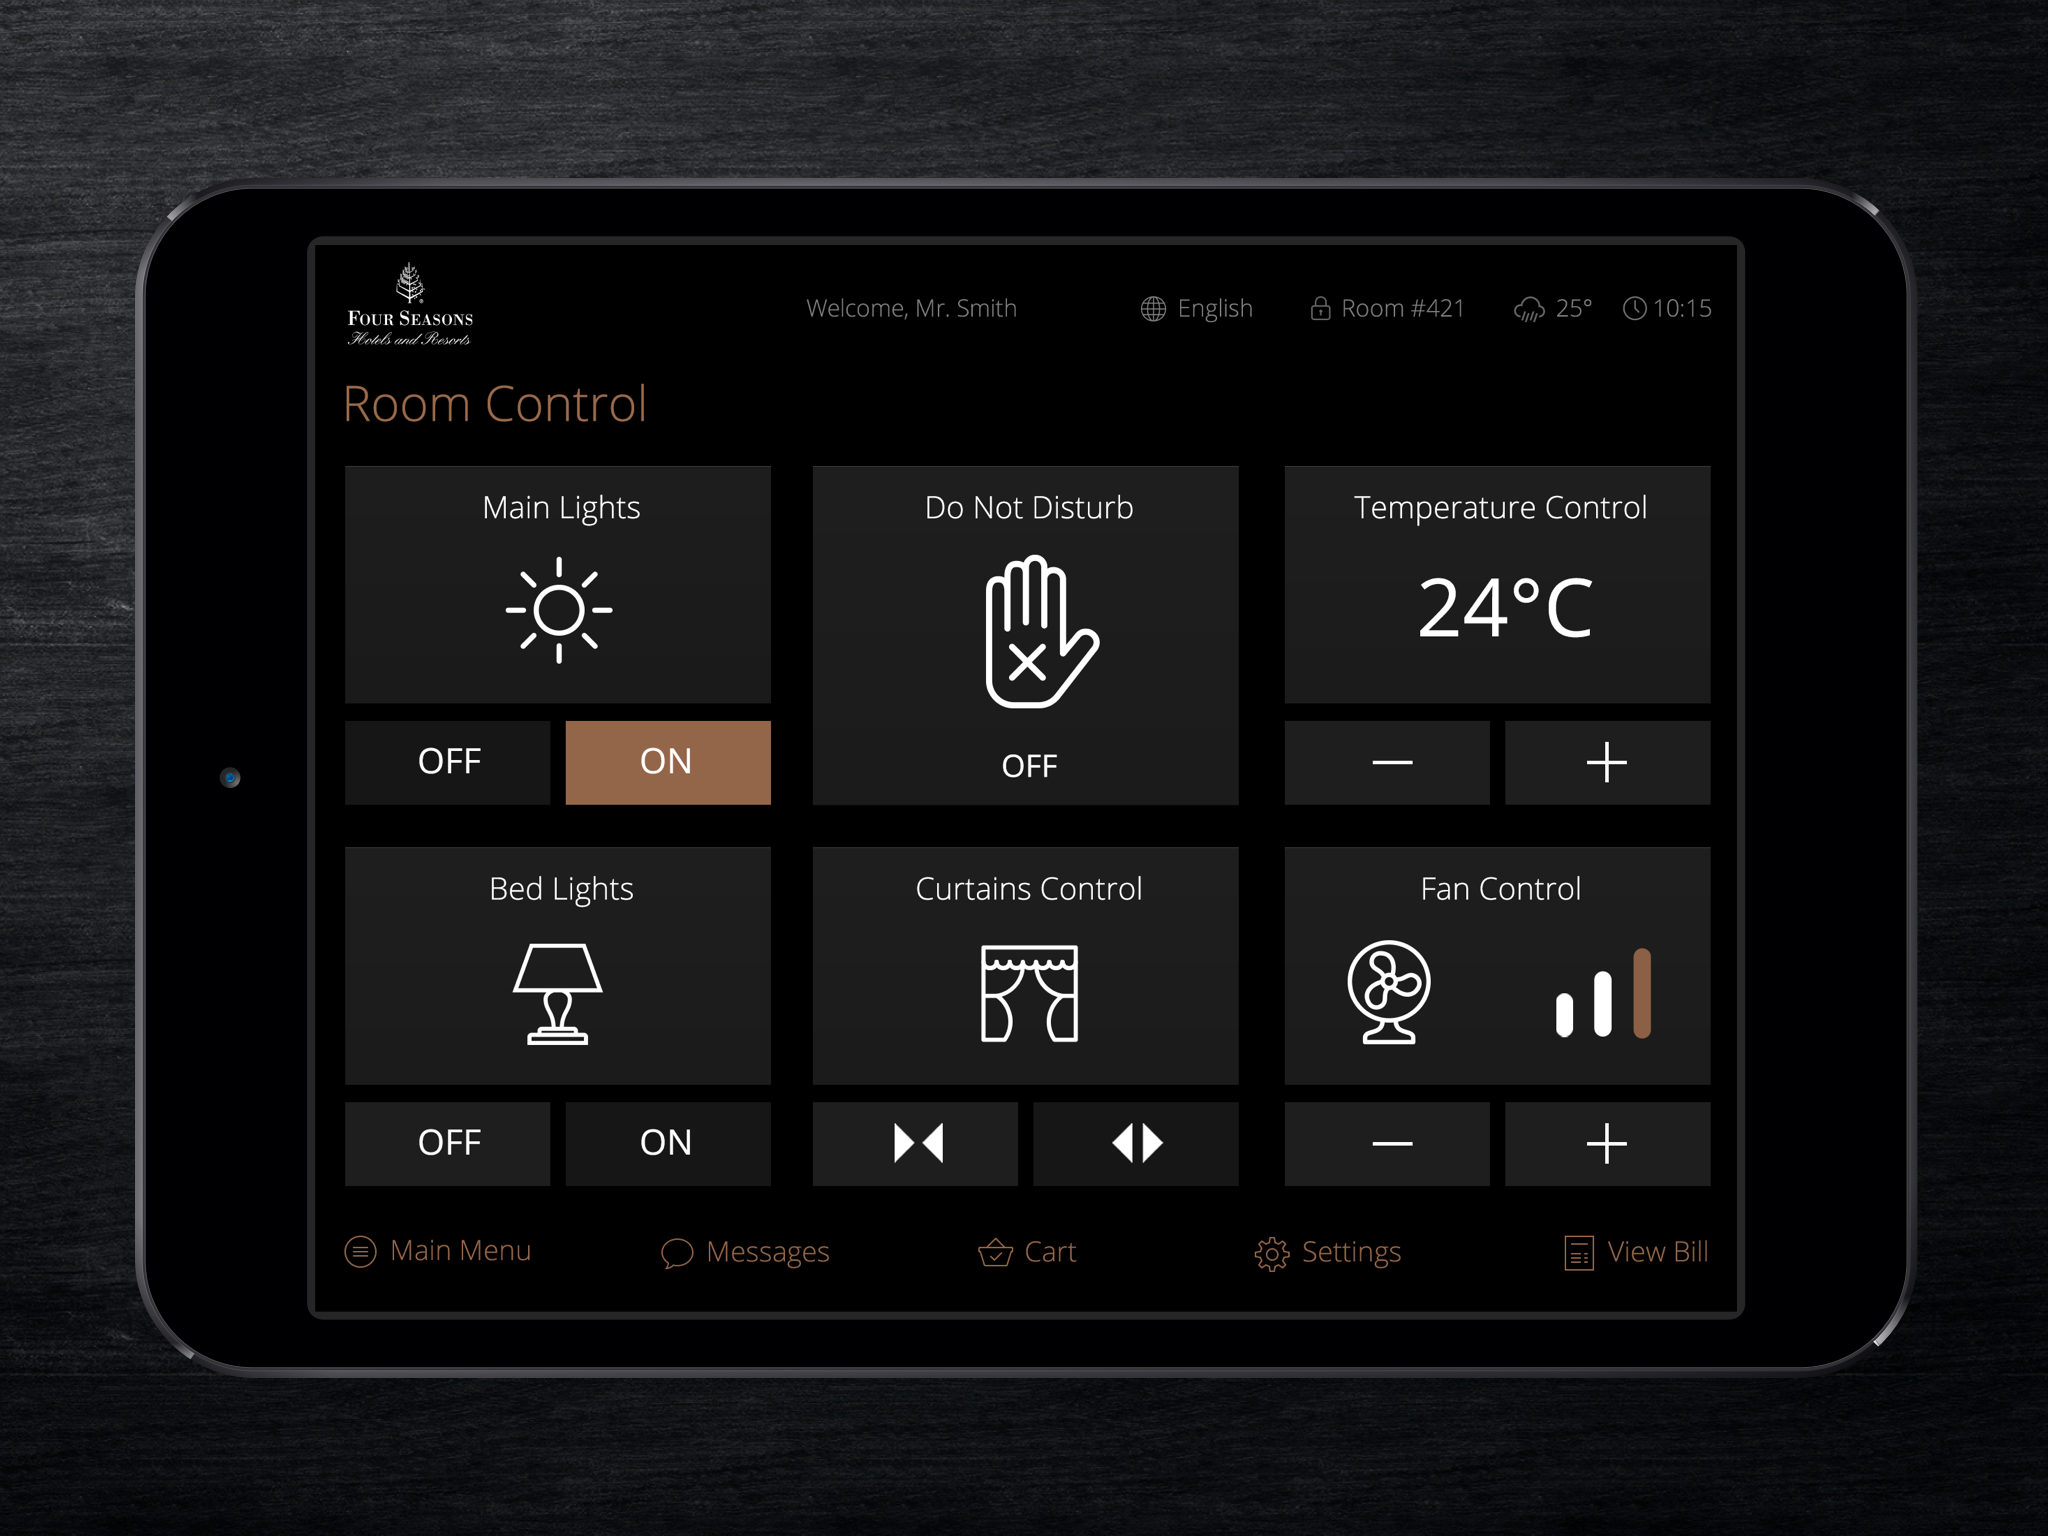 FOUR SEASONS
Hotels and Resorts
Welcome, Mr. Smith
English
Room #421
25°
10:15
Room Control
Main Lights
OFF
ON
Do Not Disturb
OFF
Temperature Control
24°C
—
+
Bed Lights
OFF
ON
Curtains Control
Fan Control
—
+
Main Menu
Messages
Cart
Settings
View Bill